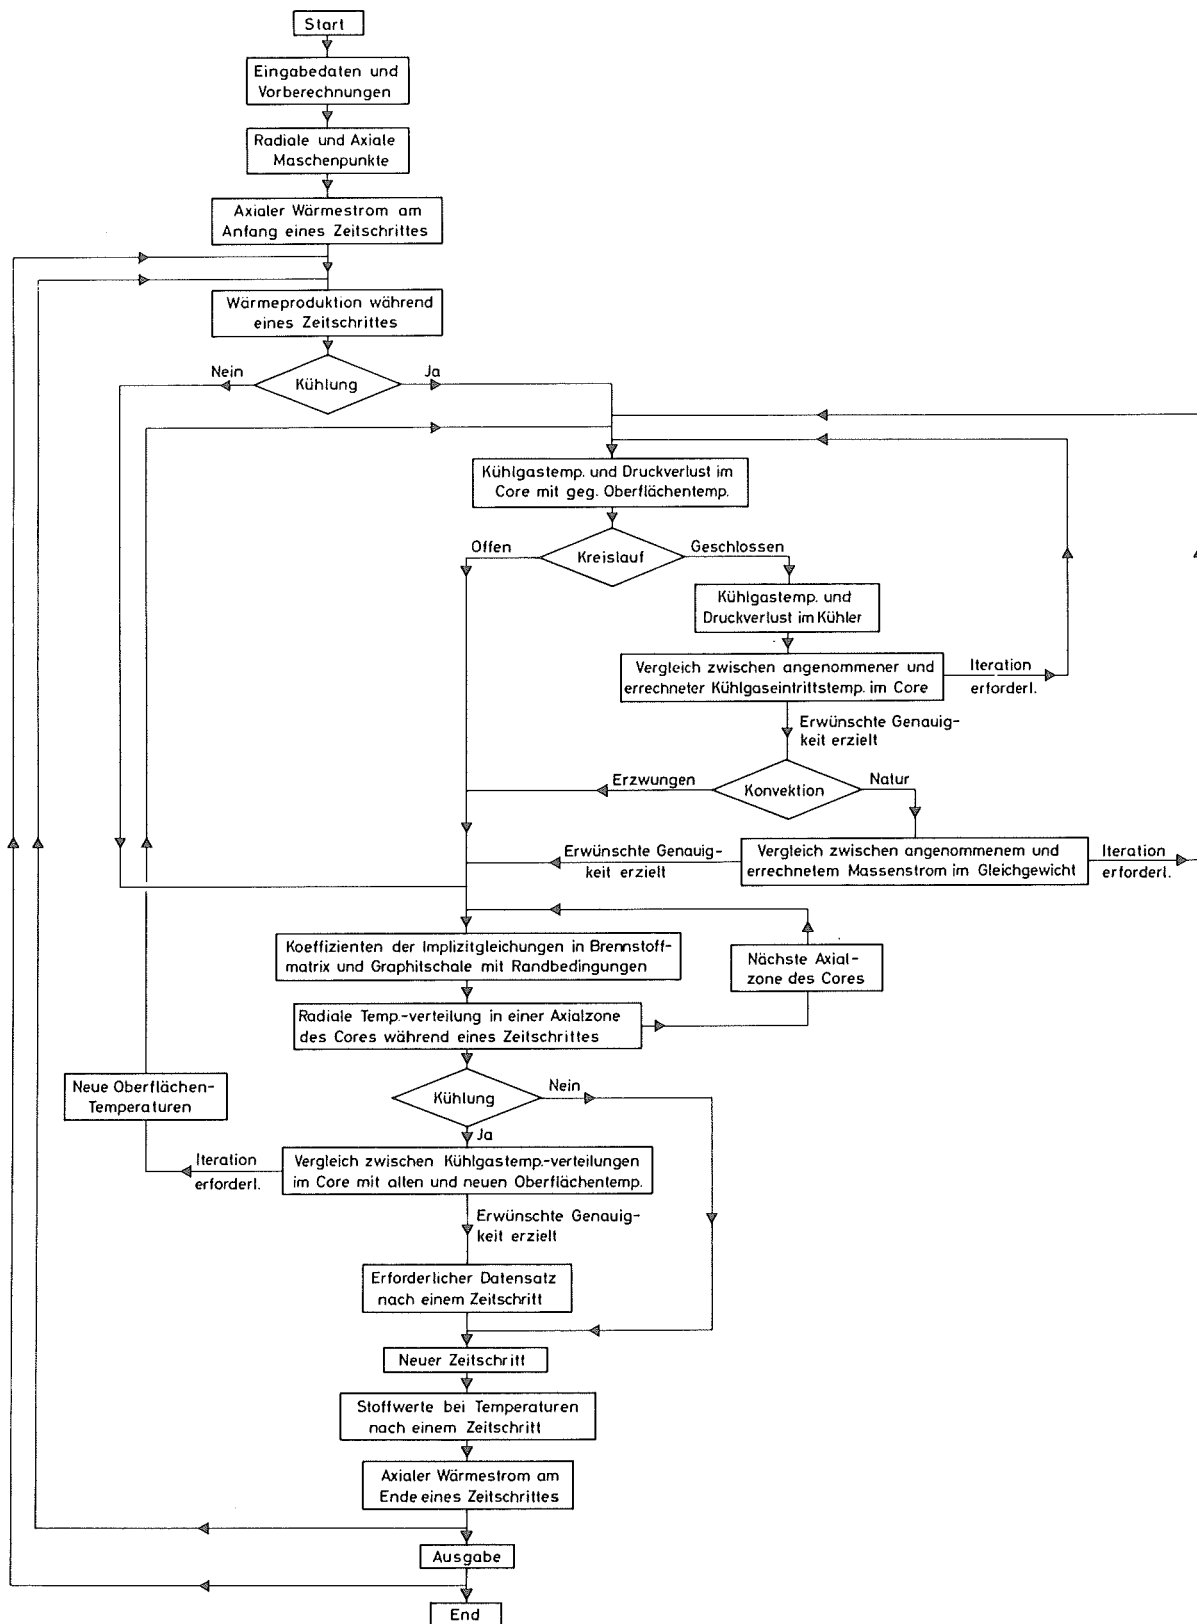 Start
Eingabedaten und
Vorberechnungen
Radiale und Axiale
Maschenpunkte
Axialer Wärmestrom am
Anfang eines Zeitschrittes
Wärmeproduktion während
eines Zeitschrittes
Nein
Kühlung
Ja
Kühlgastemp. und Druckverlust im
Core mit geg. Oberflächentemp.
Offen
Kreislauf
Geschlossen
Kühlgastemp. und
Druckverlust im Kühler
Vergleich zwischen angenommener und
errechneter Kühlgaseintrittstemp. im Core
Iteration
erforderl.
Erwünschte Genauig-
keit erzielt
Erzwungen
Konvektion
Natur
Erwünschte Genauig-
keit erzielt
Vergleich zwischen angenommenem und
errechnetem Massenstrom im Gleichgewicht
Iteration
erforderl.
Koeffizienten der Implizitgleichungen in Brennstoff-
matrix und Graphitschale mit Randbedingungen
Nächste Axial-
zone des Cores
Radiale Temp.-verteilung in einer Axialzone
des Cores während eines Zeitschrittes
Neue Oberflächen-
Temperaturen
Kühlung
Nein
Ja
Iteration
erforderl.
Vergleich zwischen Kühlgastemp.-verteilungen
im Core mit alten und neuen Oberflächentemp.
Erwünschte Genauig-
keit erzielt
Erforderlicher Datensatz
nach einem Zeitschritt
Neuer Zeitschritt
Stoffwerte bei Temperaturen
nach einem Zeitschritt
Axialer Wärmestrom am
Ende eines Zeitschrittes
Ausgabe
End